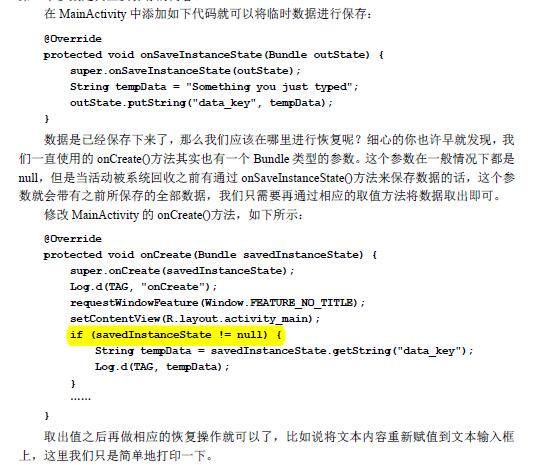 在 MainActivity 中添加如下代码就可以将临时数据进行保存：
@Override
protected void onSaveInstanceState(Bundle outState) {
super.onSaveInstanceState(outState);
String tempData = "Something you just typed";
outState.putString("data_key", tempData);
}
数据是已经保存下来了，那么我们应该在哪里进行恢复呢？细心的你也许早就发现，我
们一直使用的 onCreate()方法其实也有一个 Bundle 类型的参数。这个参数在一般情况下都是
null，但是当活动被系统回收之前有通过 onSaveInstanceState()方法来保存数据的话，这个参
数就会带有之前所保存的全部数据，我们只需要再通过相应的取值方法将数据取出即可。
修改 MainActivity 的 onCreate()方法，如下所示：
@Override
protected void onCreate(Bundle savedInstanceState) {
super.onCreate(savedInstanceState);
Log.d(TAG, "onCreate");
requestWindowFeature(Window.FEATURE_NO_TITLE);
setContentView(R.layout.activity_main);
if (savedInstanceState != null) {
String tempData = savedInstanceState.getString("data_key");
Log.d(TAG, tempData);
}
……
}
取出值之后再做相应的恢复操作就可以了，比如说将文本内容重新赋值到文本输入框
上，这里我们只是简单地打印一下。